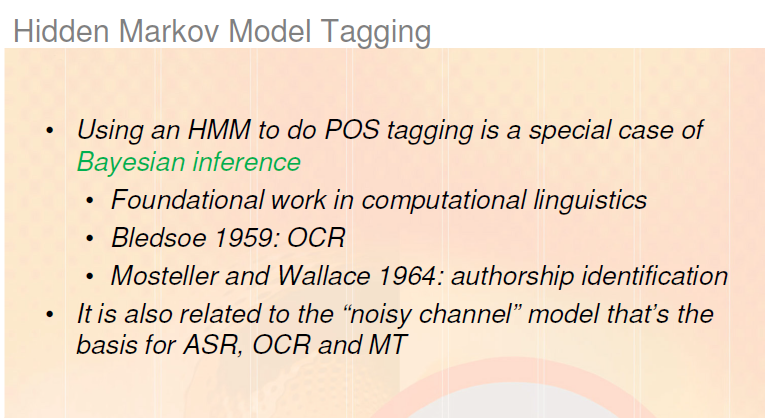 Hidden Markov Model Tagging
• Using an HMM to do POS tagging is a special case of
Bayesian inference
• Foundational work in computational linguistics
• Bledsoe 1959: OCR
• Mosteller and Wallace 1964: authorship identification
• It is also related to the “noisy channel” model that’s the
basis for ASR, OCR and MT